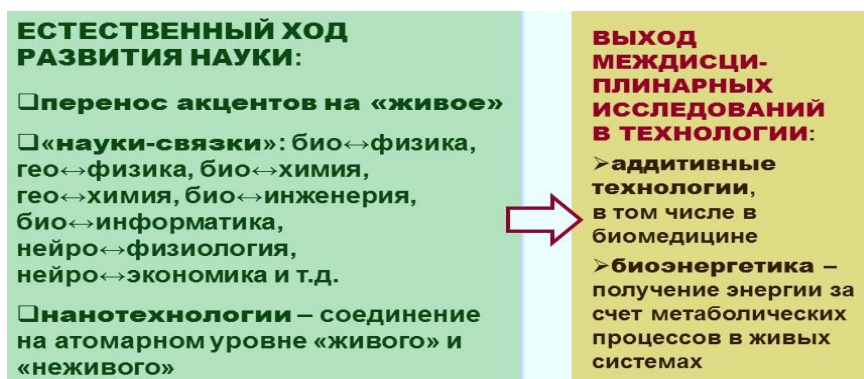 ЕСТЕСТВЕННЫЙ ХОД
РАЗВИТИЯ НАУКИ:
❑перенос акцентов на «живое»
❑«науки-связки»: био↔физика,
гео↔физика, био↔химия,
гео↔химия, био↔инженерия,
био↔информатика,
нейро↔физиология,
нейро↔экономика и т.д.
❑нанотехнологии – соединение
на атомарном уровне «живого» и
«неживого»
ВЫХОД
МЕЖДИСЦИ-
ПЛИНАРНЫХ
ИССЛЕДОВАНИЙ
В ТЕХНОЛОГИИ:
➢аддитивные
технологии,
в том числе в
биомедицине
➢биоэнергетика –
получение энергии за
счет метаболических
процессов в живых
системах